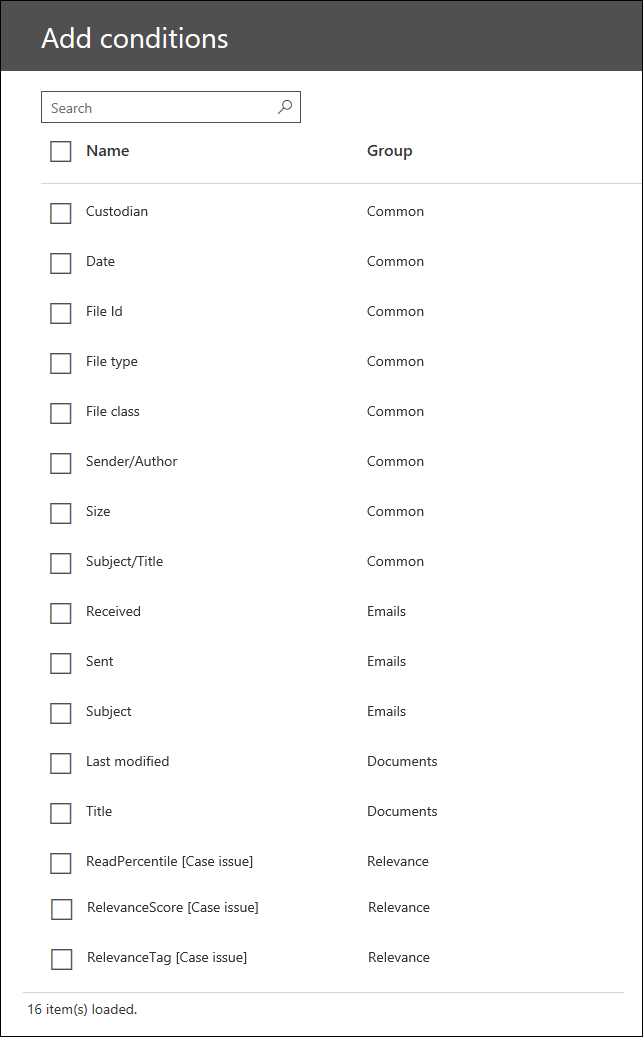 Add conditions
Search
Name Group
Custodian Common
Date Common
File Id Common
File type Common
File class Common
Sender/Author Common
Size Common
Subject/Title Common
Received Emails
Sent Emails
Subject Emails
Last modified Documents
Title Documents
ReadPercentile [Case issue] Relevance
RelevanceScore [Case issue] Relevance
RelevanceTag [Case issue] Relevance
16 item(s) loaded.